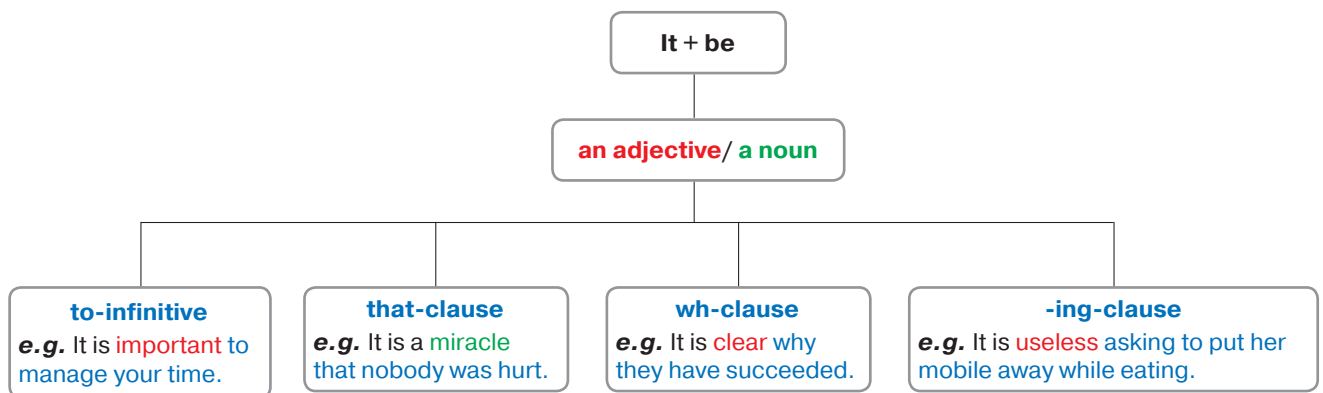 It + be
an adjective/ a noun
to-infinitive
e.g. It is important to
manage your time.
that-clause
e.g. It is a miracle
that nobody was hurt.
wh-clause
e.g. It is clear why
they have succeeded.
-ing-clause
e.g. It is useless asking to put her
mobile away while eating.